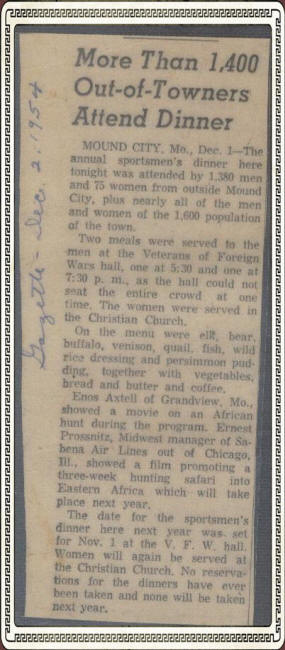 More Than 1,400
Out-of-Towners
Attend Dinner
MOUND CITY, Mo., Dec. 1—The
annual sportsmen's dinner here
tonight was attended by 1,380 men
and 75 women from outside Mound
City, plus nearly all of the men
and women of the 1,600 population
of the town.
Two meals were served to the
men at the Veterans of Foreign
Wars hall, one at 5:30 and one at
7:30 p. m., as the hall could not
seat the entire crowd at one
time. The women were served in
the Christian Church.
On the menu were elk, bear,
buffalo, venison, quail, fish, wild
rice dressing and persimmon pud-
ding, together with vegetables,
bread and butter and coffee.
Enos Axtell of Grandview, Mo.,
showed a movie on an African
hunt during the program. Ernest
Prossnitz, Midwest manager of Sa-
bena Air Lines out of Chicago,
Ill., showed a film promoting a
three-week hunting safari into
Eastern Africa which will take
place next year.
The date for the sportsmen's
dinner here next year was set
for Nov. 1 at the V. F. W. hall.
Women will again be served at
the Christian Church. No reserva-
tions for the dinners have ever
been taken and none will be taken
next year.
Gazette - Dec. 2, 1954